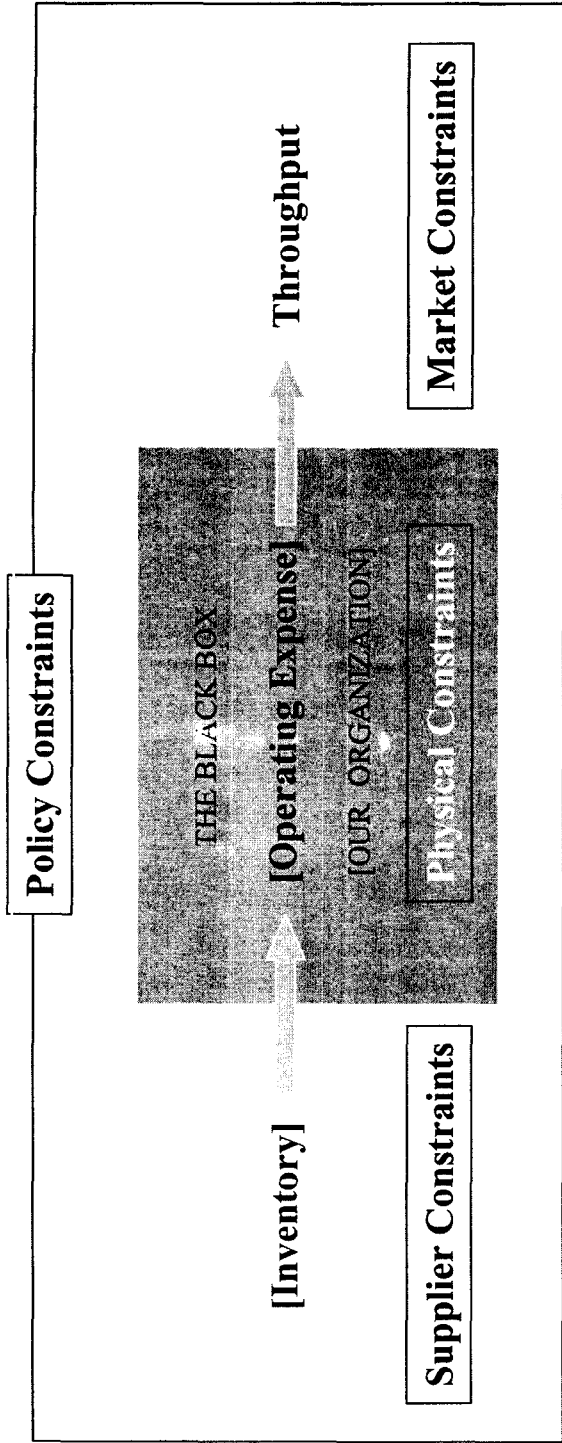 Policy Constraints
THE BLACK BOX
[Inventory]
[Operating Expense]
Throughput
[OUR ORGANIZATION]
Supplier Constraints
Physical Constraints
Market Constraints